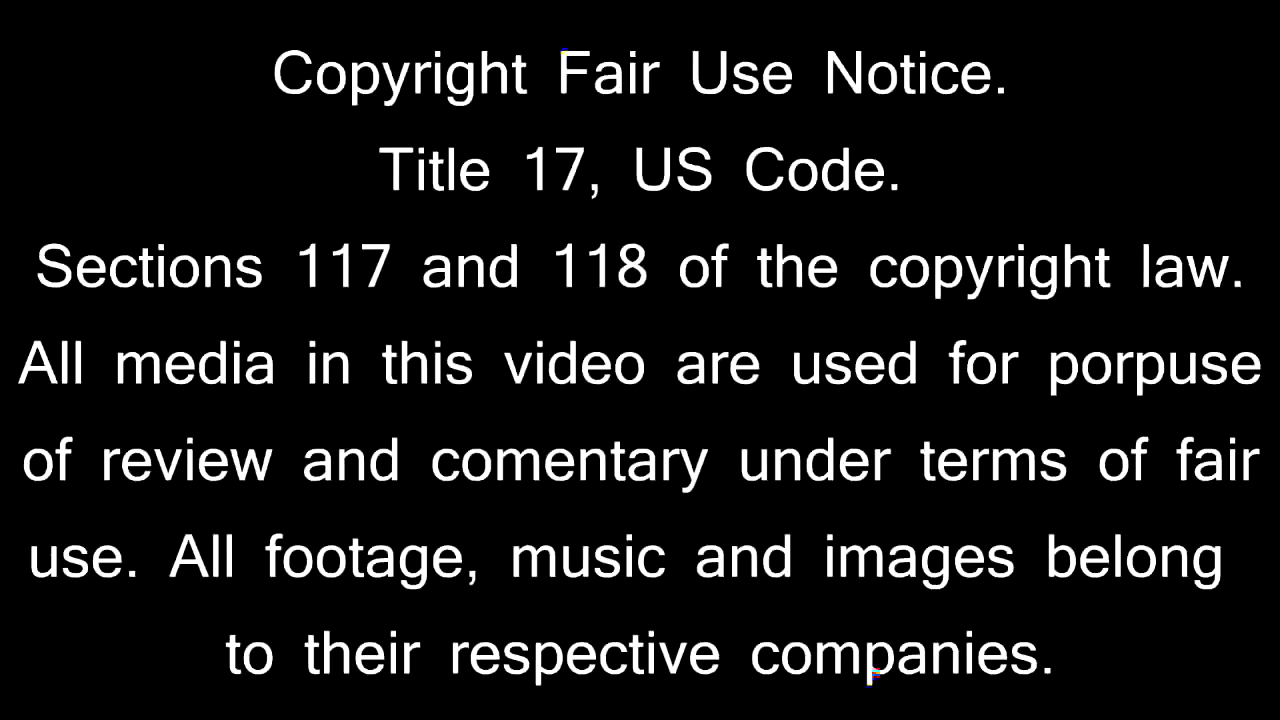 Copyright Fair Use Notice.
Title 17, US Code.
Sections 117 and 118 of the copyright law.
All media in this video are used for porpuse
of review and comentary under terms of fair
use. All footage, music and images belong
to their respective companies.